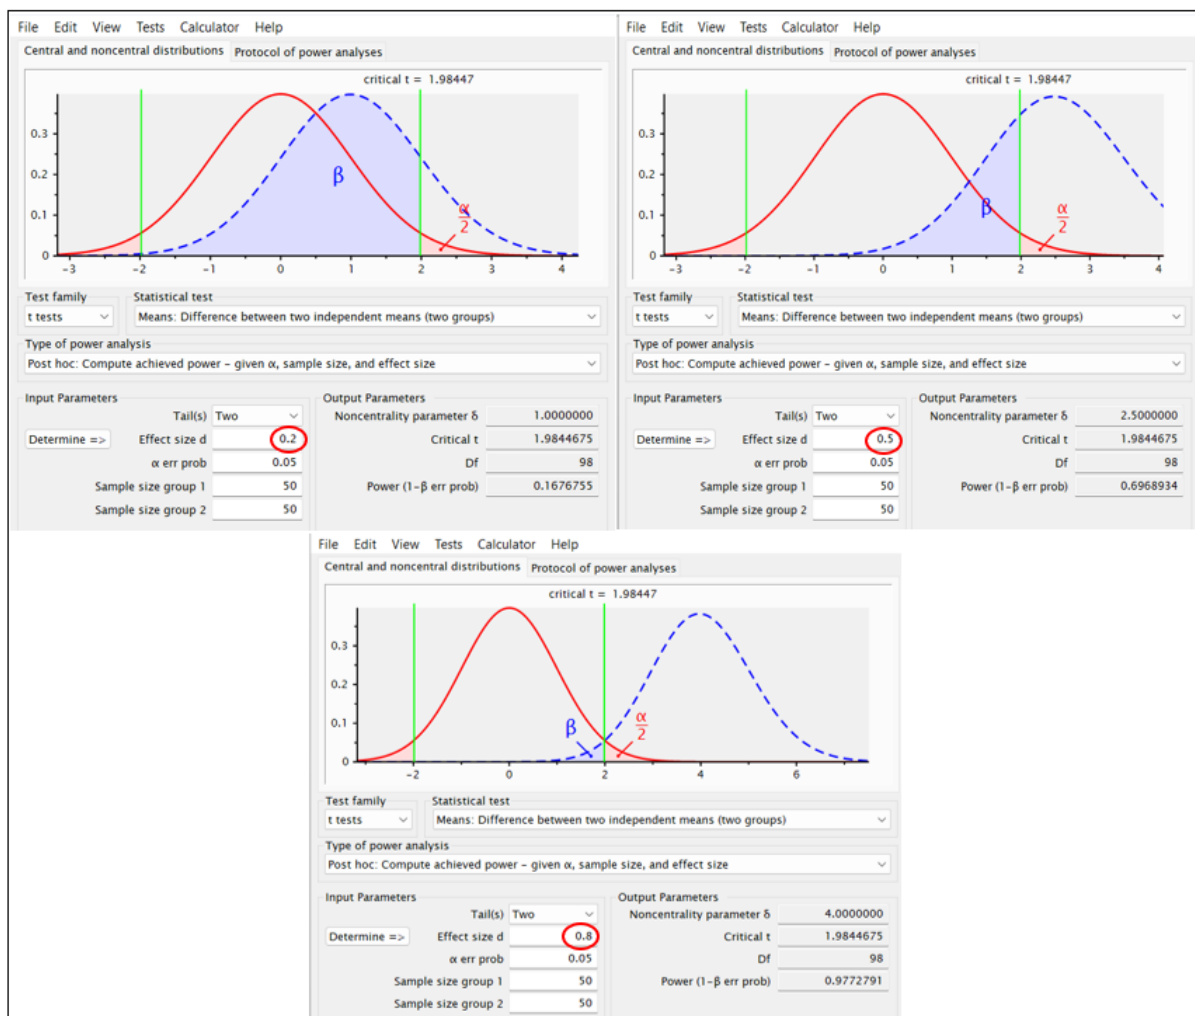 File Edit View Tests Calculator Help
Central and noncentral distributions Protocol of power analyses
critical t = 1.98447
0.3
0.2
0.1
0
-3 -2 -1 0 1 2 3 4
β
α
2
Test family Statistical test
t tests Means: Difference between two independent means (two groups)
Type of power analysis
Post hoc: Compute achieved power – given α, sample size, and effect size
Input Parameters Output Parameters
Tail(s) Two Noncentrality parameter δ 1.0000000
Determine => Effect size d 0.2 Critical t 1.9844675
α err prob 0.05 Df 98
Sample size group 1 50 Power (1-β err prob) 0.1676755
Sample size group 2 50
File Edit View Tests Calculator Help
Central and noncentral distributions Protocol of power analyses
critical t = 1.98447
0.3
0.2
0.1
0
-3 -2 -1 0 1 2 3 4
β
α
2
Test family Statistical test
t tests Means: Difference between two independent means (two groups)
Type of power analysis
Post hoc: Compute achieved power – given α, sample size, and effect size
Input Parameters Output Parameters
Tail(s) Two Noncentrality parameter δ 2.5000000
Determine => Effect size d 0.5 Critical t 1.9844675
α err prob 0.05 Df 98
Sample size group 1 50 Power (1-β err prob) 0.6968934
Sample size group 2 50
File Edit View Tests Calculator Help
Central and noncentral distributions Protocol of power analyses
critical t = 1.98447
0.3
0.2
0.1
0
-2 0 2 4 6
β
α
2
Test family Statistical test
t tests Means: Difference between two independent means (two groups)
Type of power analysis
Post hoc: Compute achieved power – given α, sample size, and effect size
Input Parameters Output Parameters
Tail(s) Two Noncentrality parameter δ 4.0000000
Determine => Effect size d 0.8 Critical t 1.9844675
α err prob 0.05 Df 98
Sample size group 1 50 Power (1-β err prob) 0.9772791
Sample size group 2 50